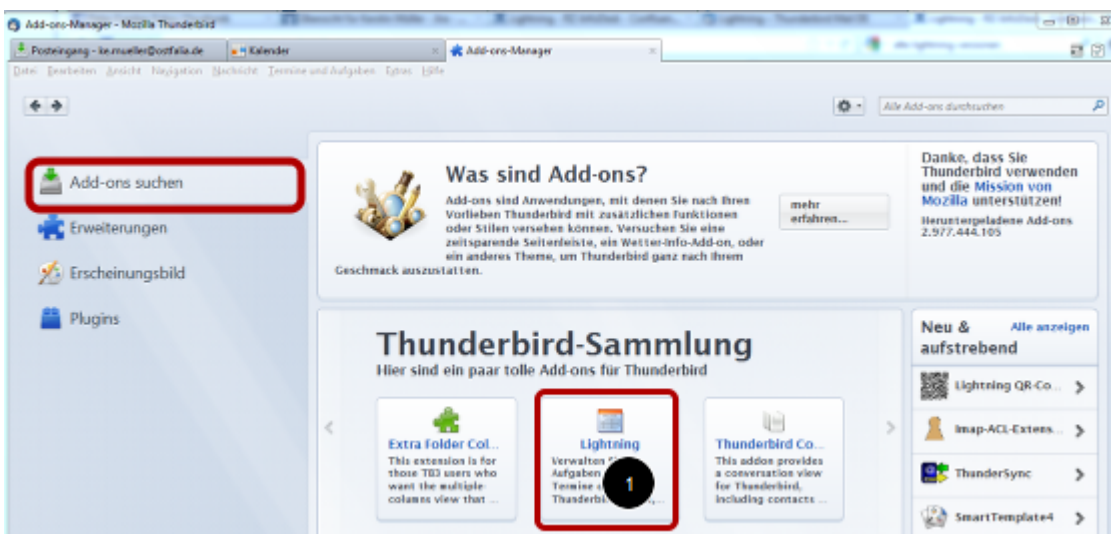 Add-ons-Manager - Mozilla Thunderbird
Posteingang - ke.mueller@ostfalia.de
Kalender
Add-ons-Manager
Datei Bearbeiten Ansicht Navigation Nachricht Termine und Aufgaben Extras Hilfe
Alle Add-ons durchsuchen
Add-ons suchen
Erweiterungen
Erscheinungsbild
Plugins
Was sind Add-ons?
Add-ons sind Anwendungen, mit denen Sie nach Ihren
Vorlieben Thunderbird mit zusätzlichen Funktionen
oder Stilen versehen können. Versuchen Sie eine
zeitsparende Seitenleiste, ein Wetter-Info-Add-on, oder
ein anderes Theme, um Thunderbird ganz nach Ihrem
Geschmack auszustatten.
mehr
erfahren...
Danke, dass Sie
Thunderbird verwenden
und die Mission von
Mozilla unterstützen!
Heruntergeladene Add-ons
2.977.444.105
Thunderbird-Sammlung
Hier sind ein paar tolle Add-ons für Thunderbird
Extra Folder Col...
This extension is for
those TB3 users who
want the multiple-
columns view that ...
Lightning
Verwalten
Aufgaben
Termine
1
Thunderbird Co...
This addon provides
a conversation view
for Thunderbird,
including contacts ...
Neu &
aufstrebend
Alle anzeigen
Lightning QR-Co...
Imap-ACL-Extens...
ThunderSync
SmartTemplate4